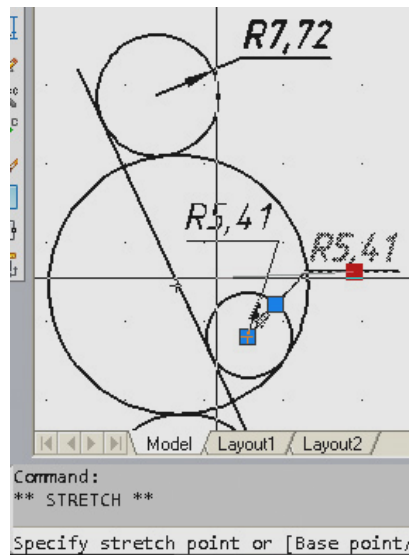 R7,72
R5,41
R5,41
Model Layout1 Layout2
Command:
** STRETCH **
Specify stretch point or [Base point/